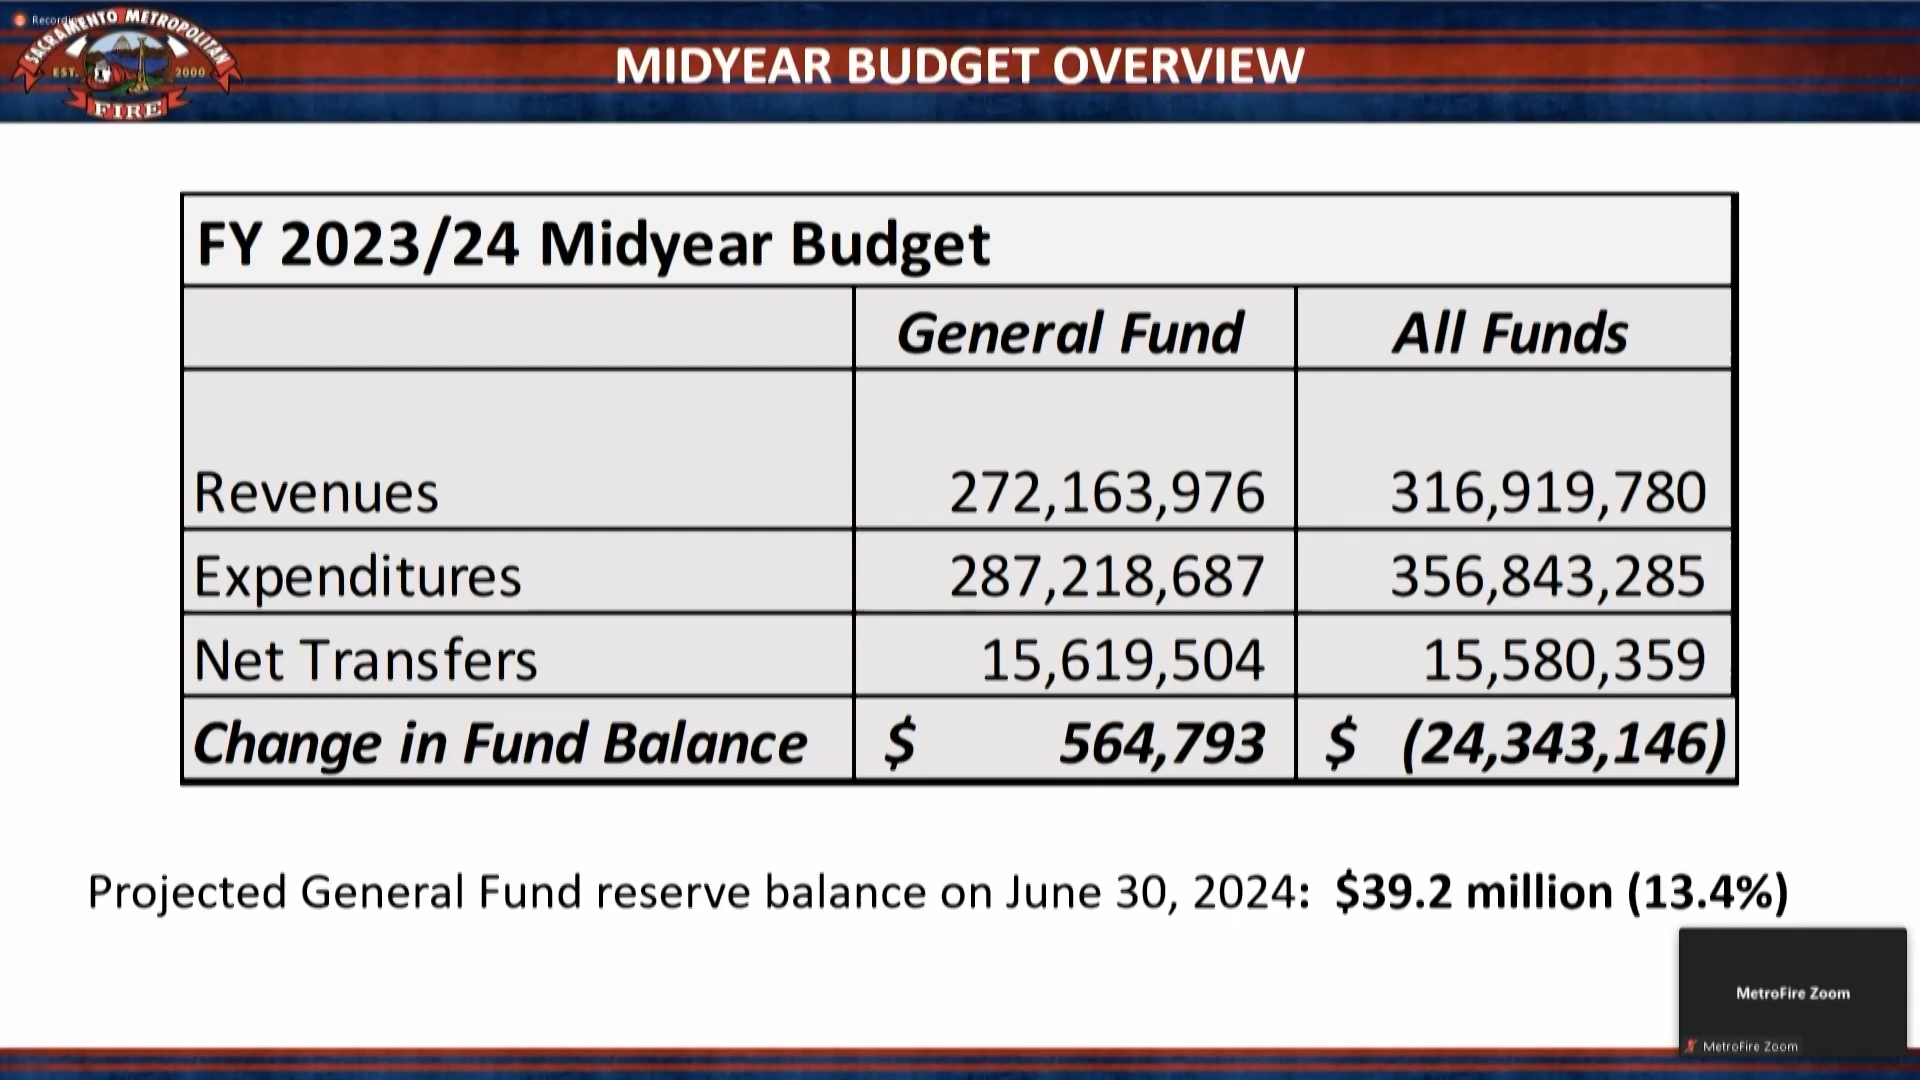 Recording
SACRAMENTO METROPOLITAN
EST. 2000
FIRE
MIDYEAR BUDGET OVERVIEW
FY 2023/24 Midyear Budget
General Fund All Funds
Revenues 272,163,976 316,919,780
Expenditures 287,218,687 356,843,285
Net Transfers 15,619,504 15,580,359
Change in Fund Balance $ 564,793 $ (24,343,146)
Projected General Fund reserve balance on June 30, 2024: $39.2 million (13.4%)
MetroFire Zoom
MetroFire Zoom